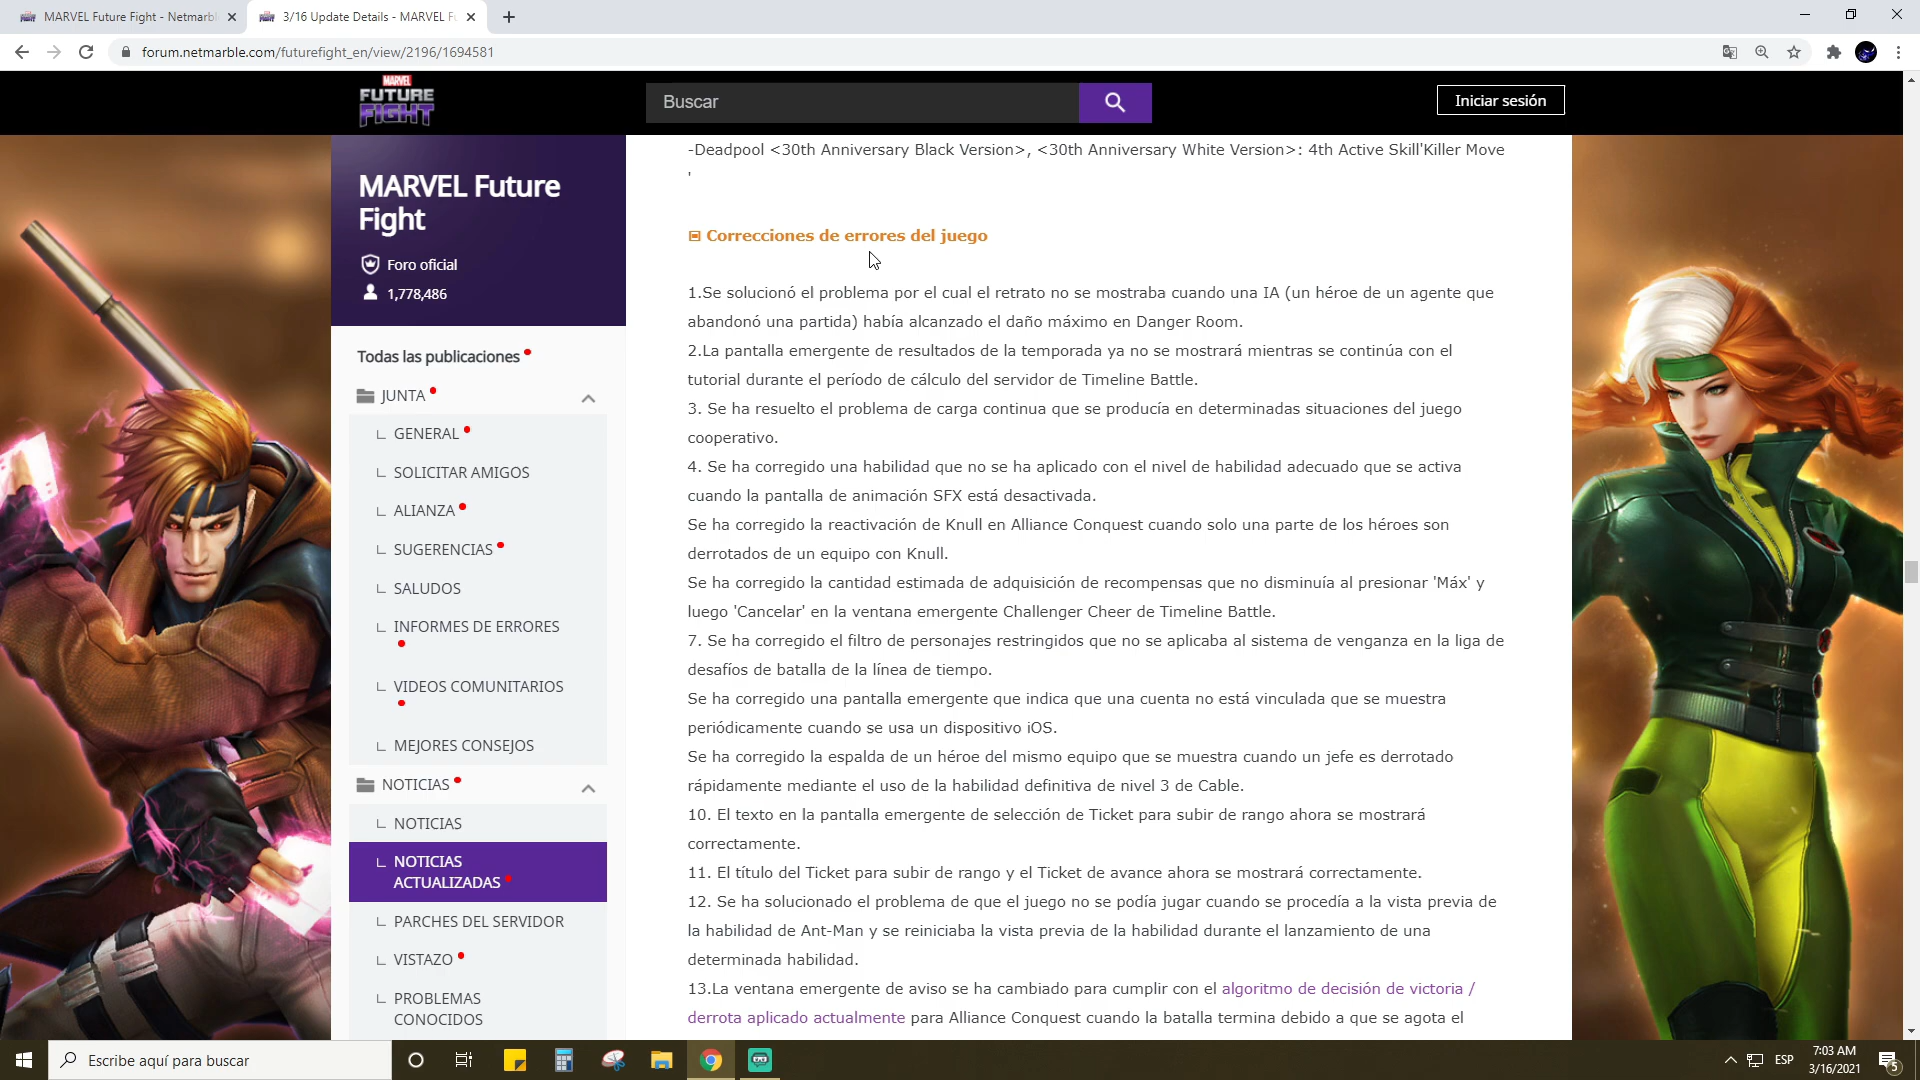 MARVEL Future Fight - Netmarbl
3/16 Update Details - MARVEL Fu
forum.netmarble.com/futurefight_en/view/2196/1694581
MARVEL
FUTURE
FIGHT
Buscar
Iniciar sesión
MARVEL Future
Fight
Foro oficial
1,778,486
Todas las publicaciones
JUNTA
GENERAL
SOLICITAR AMIGOS
ALIANZA
SUGERENCIAS
SALUDOS
INFORMES DE ERRORES
VIDEOS COMUNITARIOS
MEJORES CONSEJOS
NOTICIAS
NOTICIAS
NOTICIAS
ACTUALIZADAS
PARCHES DEL SERVIDOR
VISTAZO
PROBLEMAS
CONOCIDOS
-Deadpool <30th Anniversary Black Version>, <30th Anniversary White Version>: 4th Active Skill'Killer Move
'
Correcciones de errores del juego
1.Se solucionó el problema por el cual el retrato no se mostraba cuando una IA (un héroe de un agente que
abandonó una partida) había alcanzado el daño máximo en Danger Room.
2.La pantalla emergente de resultados de la temporada ya no se mostrará mientras se continúa con el
tutorial durante el período de cálculo del servidor de Timeline Battle.
3. Se ha resuelto el problema de carga continua que se producía en determinadas situaciones del juego
cooperativo.
4. Se ha corregido una habilidad que no se ha aplicado con el nivel de habilidad adecuado que se activa
cuando la pantalla de animación SFX está desactivada.
Se ha corregido la reactivación de Knull en Alliance Conquest cuando solo una parte de los héroes son
derrotados de un equipo con Knull.
Se ha corregido la cantidad estimada de adquisición de recompensas que no disminuía al presionar 'Máx' y
luego 'Cancelar' en la ventana emergente Challenger Cheer de Timeline Battle.
7. Se ha corregido el filtro de personajes restringidos que no se aplicaba al sistema de venganza en la liga de
desafíos de batalla de la línea de tiempo.
Se ha corregido una pantalla emergente que indica que una cuenta no está vinculada que se muestra
periódicamente cuando se usa un dispositivo iOS.
Se ha corregido la espalda de un héroe del mismo equipo que se muestra cuando un jefe es derrotado
rápidamente mediante el uso de la habilidad definitiva de nivel 3 de Cable.
10. El texto en la pantalla emergente de selección de Ticket para subir de rango ahora se mostrará
correctamente.
11. El título del Ticket para subir de rango y el Ticket de avance ahora se mostrará correctamente.
12. Se ha solucionado el problema de que el juego no se podía jugar cuando se procedía a la vista previa de
la habilidad de Ant-Man y se reiniciaba la vista previa de la habilidad durante el lanzamiento de una
determinada habilidad.
13.La ventana emergente de aviso se ha cambiado para cumplir con el algoritmo de decisión de victoria /
derrota aplicado actualmente para Alliance Conquest cuando la batalla termina debido a que se agota el
Escribe aquí para buscar
ESP
7:03 AM
3/16/2021
5